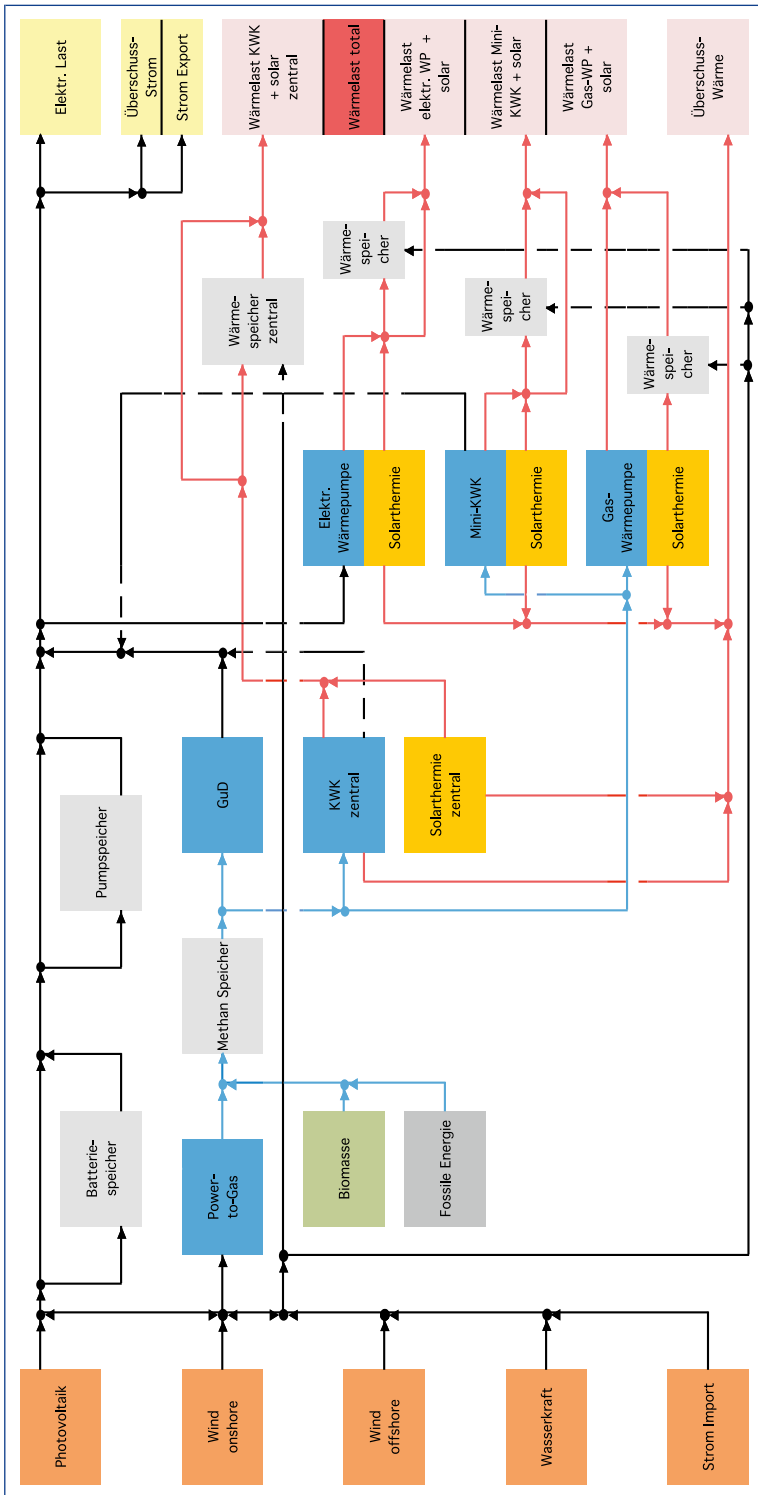 Photovoltaik
Wind
onshore
Wind
offshore
Wasserkraft
Strom Import
Batterie-
speicher
Power-
to-Gas
Biomasse
Fossile Energie
Methan Speicher
Pumpspeicher
GuD
KWK
zentral
Solarthermie
zentral
Elektr.
Wärmepumpe
Solarthermie
Mini-KWK
Solarthermie
Gas-
Wärmepumpe
Solarthermie
Wärme-
speicher
zentral
Wärme-
spei-
cher
Wärme-
spei-
cher
Wärme-
spei-
cher
Elektr. Last
Überschuss-
Strom
Strom Export
Wärmelast KWK
+ solar
zentral
Wärmelast total
Wärmelast
elektr. WP +
solar
Wärmelast Mini-
KWK + solar
Wärmelast
Gas-WP +
solar
Überschuss-
Wärme